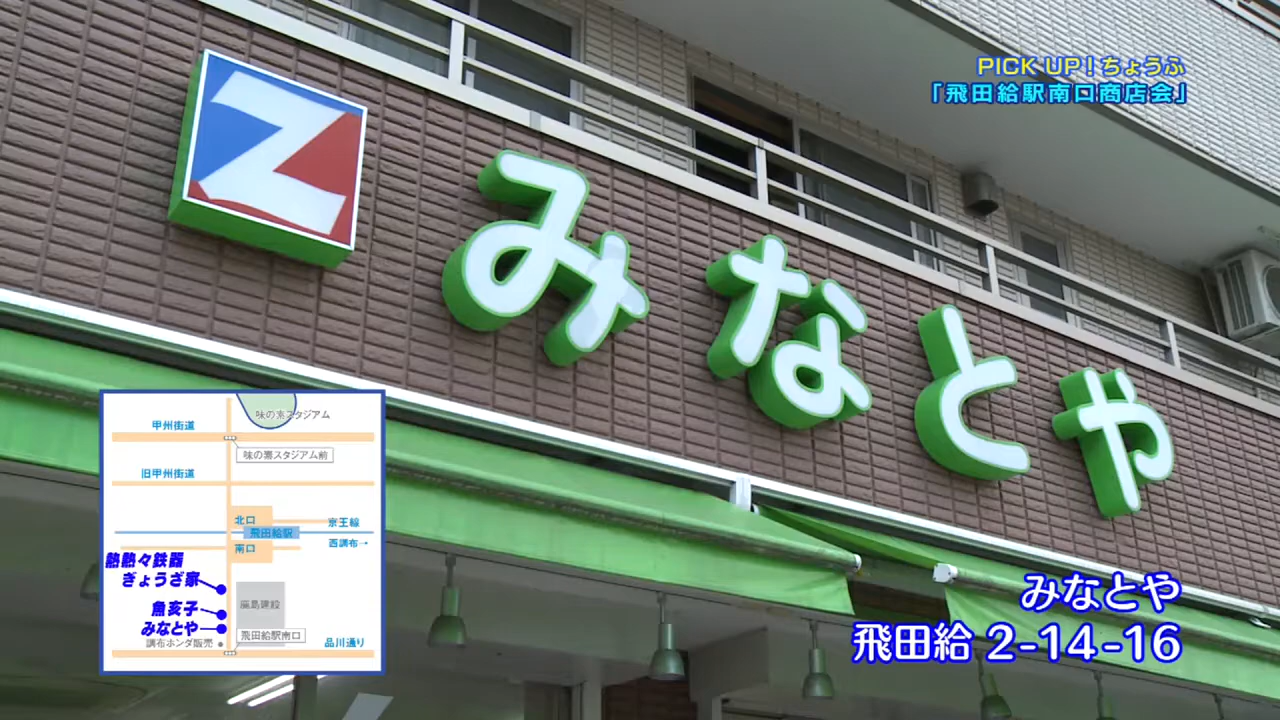 PICK UP！ちょうふ
「飛田給駅南口商店会」
Z
みなとや
味の素スタジアム
甲州街道
味の素スタジアム前
旧甲州街道
北口
飛田給駅
京王線
南口
西調布→
熱熱々鉄器
ぎょうざ家
魚亥子
みなとや
鹿島建設
飛田給駅南口
調布ホンダ販売
品川通り
みなとや
飛田給 2-14-16